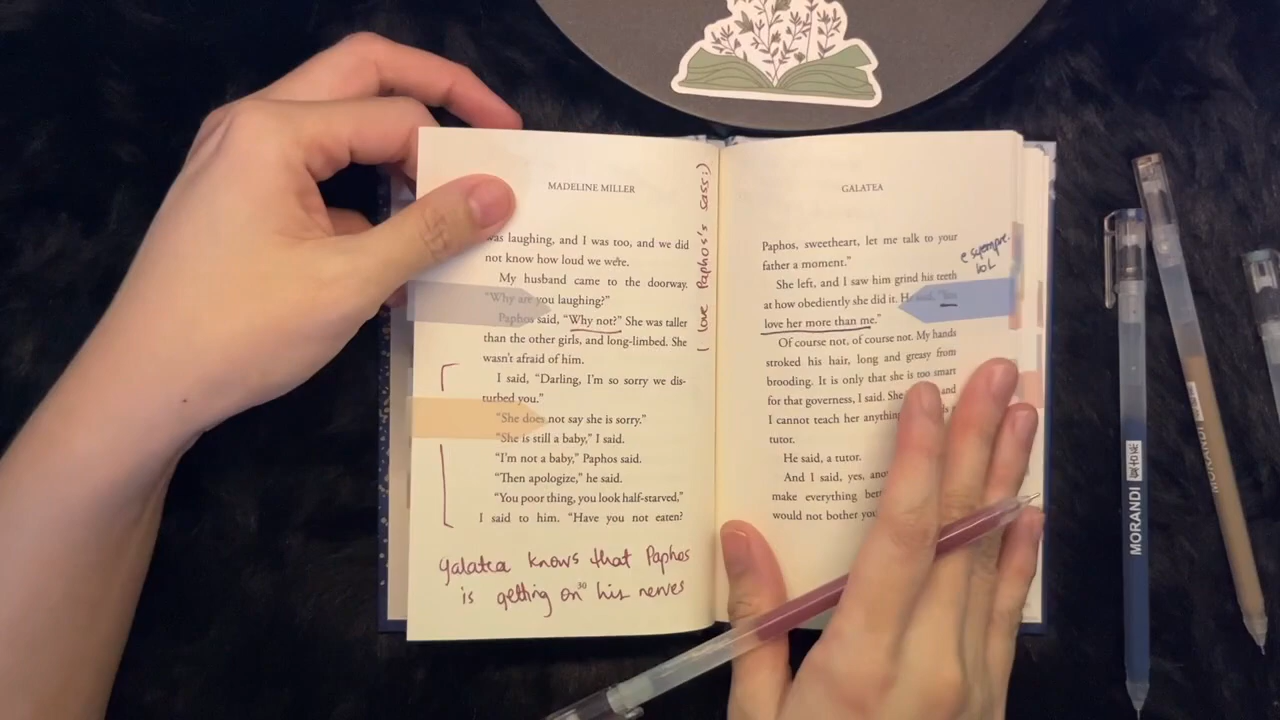 MADELINE MILLER
was laughing, and I was too, and we did
not know how loud we were.
My husband came to the doorway.
"Why are you laughing?"
Paphos said, "Why not?" She was taller
than the other girls, and long-limbed. She
wasn't afraid of him.
I said, "Darling, I'm so sorry we dis-
turbed you."
"She does not say she is sorry."
"She is still a baby," I said.
"I'm not a baby," Paphos said.
"Then apologize," he said.
"You poor thing, you look half-starved,"
I said to him. "Have you not eaten?
galatea knows that Paphos
is getting on his nerves
30
I love Paphos's sass:)
GALATEA
Paphos, sweetheart, let me talk to your
father a moment."
She left, and I saw him grind his teeth
at how obediently she did it. He said, "You
love her more than me."
Of course not, of course not. My hands
stroked his hair, long and greasy from
brooding. It is only that she is too smart
for that governess, I said. She and
I cannot teach her anything
tutor.
He said, a tutor.
And I said, yes,
make everything
would not bother you
lol
MORANDI
MORANDI